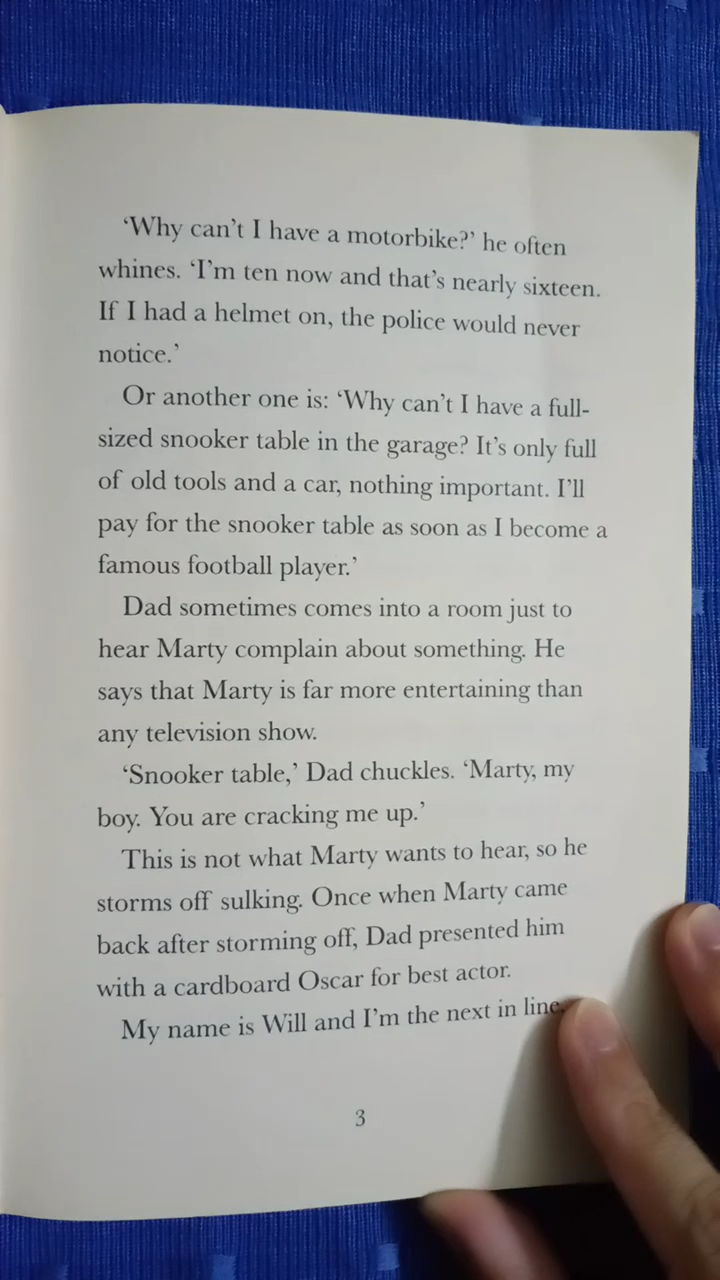 ‘Why can’t I have a motorbike?’ he often
whines. ‘I’m ten now and that’s nearly sixteen.
If I had a helmet on, the police would never
notice.’
Or another one is: ‘Why can’t I have a full-
sized snooker table in the garage? It’s only full
of old tools and a car, nothing important. I’ll
pay for the snooker table as soon as I become a
famous football player.’
Dad sometimes comes into a room just to
hear Marty complain about something. He
says that Marty is far more entertaining than
any television show.
‘Snooker table,’ Dad chuckles. ‘Marty, my
boy. You are cracking me up.’
This is not what Marty wants to hear, so he
storms off sulking. Once when Marty came
back after storming off, Dad presented him
with a cardboard Oscar for best actor.
My name is Will and I’m the next in line.
3